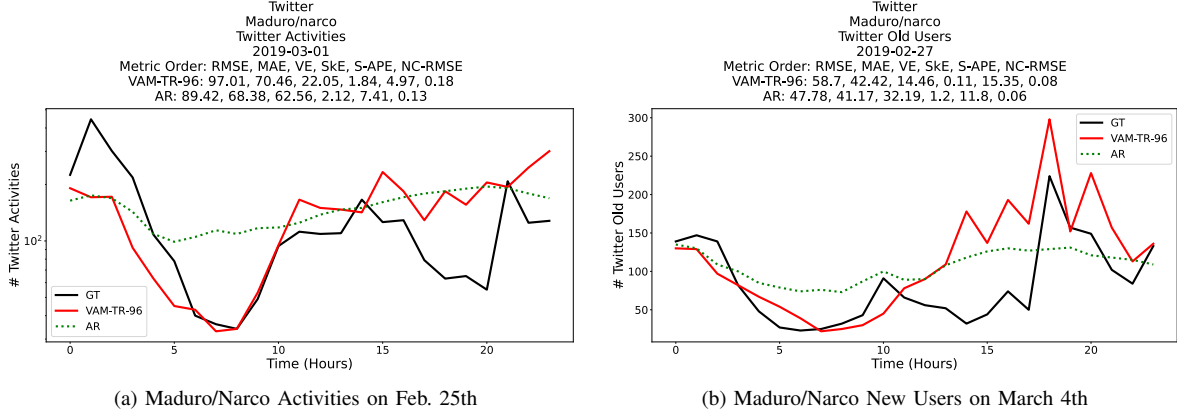 Twitter
Maduro/narco
Twitter Activities
2019-03-01
Metric Order: RMSE, MAE, VE, SkE, S-APE, NC-RMSE
VAM-TR-96: 97.01, 70.46, 22.05, 1.84, 4.97, 0.18
AR: 89.42, 68.38, 62.56, 2.12, 7.41, 0.13
# Twitter Activities
10²
GT
VAM-TR-96
AR
0 5 10 15 20
Time (Hours)
(a) Maduro/Narco Activities on Feb. 25th
Twitter
Maduro/narco
Twitter Old Users
2019-02-27
Metric Order: RMSE, MAE, VE, SkE, S-APE, NC-RMSE
VAM-TR-96: 58.7, 42.42, 14.46, 0.11, 15.35, 0.08
AR: 47.78, 41.17, 32.19, 1.2, 11.8, 0.06
# Twitter Old Users
300
250
200
150
100
50
GT
VAM-TR-96
AR
0 5 10 15 20
Time (Hours)
(b) Maduro/Narco New Users on March 4th